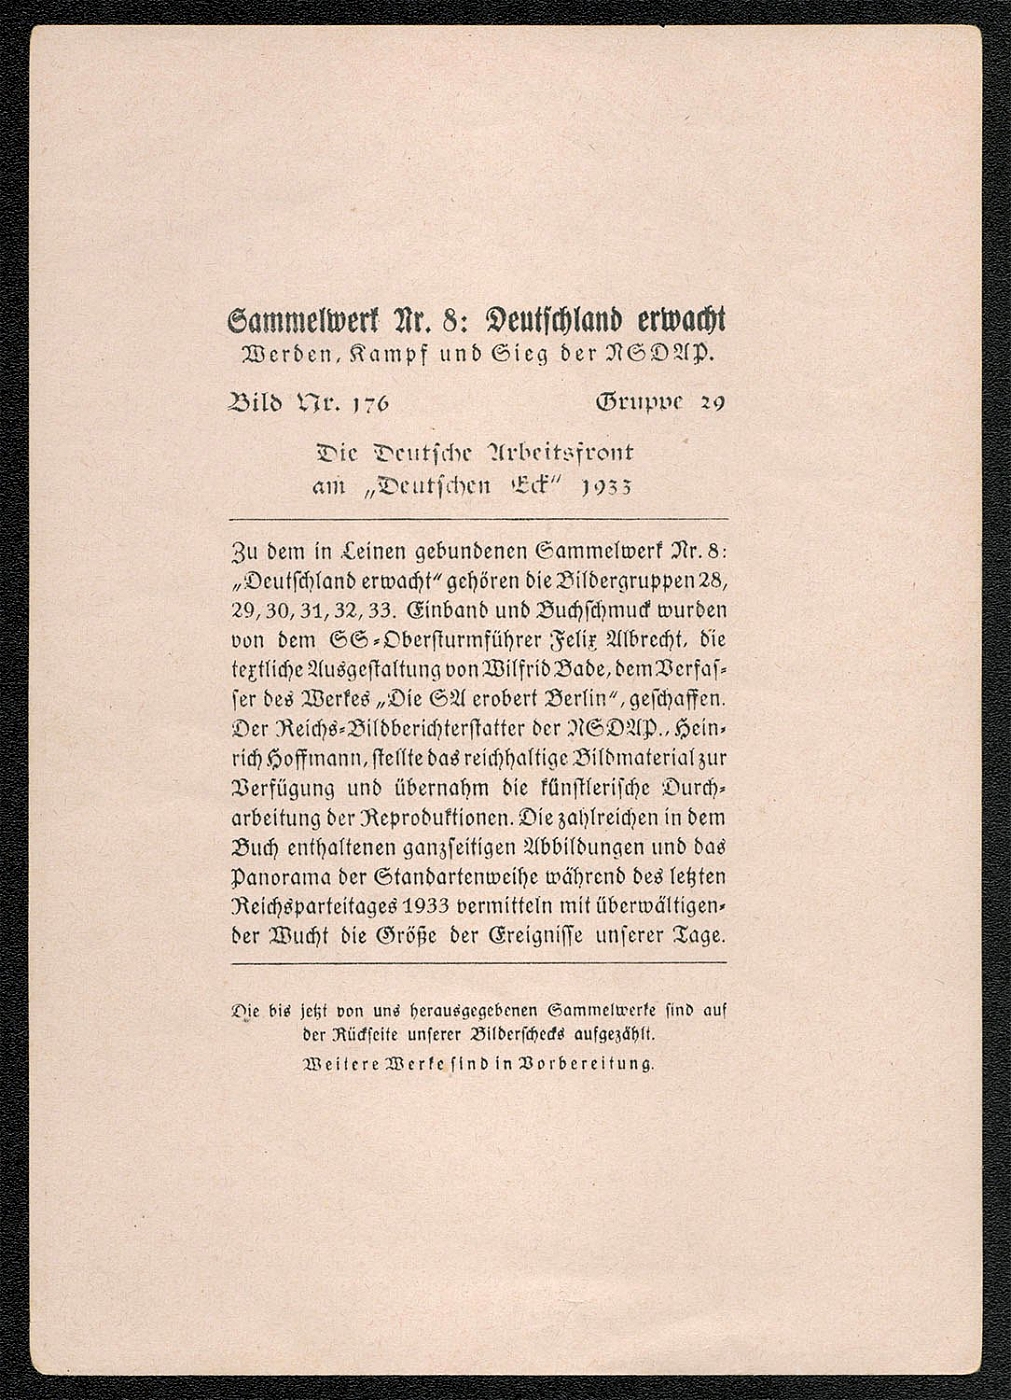 Sammelwerk Nr. 8: Deutschland erwacht
Werden, Kampf und Sieg der NSDAP.
Bild Nr. 176 Gruppe 29
Die Deutsche Arbeitsfront
am „Deutschen Eck“ 1933
Zu dem in Leinen gebundenen Sammelwerk Nr. 8:
„Deutschland erwacht“ gehören die Bildergruppen 28,
29, 30, 31, 32, 33. Einband und Buchschmuck wurden
von dem SS-Obersturmführer Felix Albrecht, die
textliche Ausgestaltung von Wilfrid Bade, dem Verfas-
ser des Werkes „Die SA erobert Berlin“, geschaffen.
Der Reichs-Bildberichterstatter der NSDAP., Hein-
rich Hoffmann, stellte das reichhaltige Bildmaterial zur
Verfügung und übernahm die künstlerische Durch-
arbeitung der Reproduktionen. Die zahlreichen in dem
Buch enthaltenen ganzseitigen Abbildungen und das
Panorama der Standartenweihe während des letzten
Reichsparteitages 1933 vermitteln mit überwältigen-
der Wucht die Größe der Ereignisse unserer Tage.
Die bis jetzt von uns herausgegebenen Sammelwerke sind auf
der Rückseite unserer Bilderschecks aufgezählt.
Weitere Werke sind in Vorbereitung.